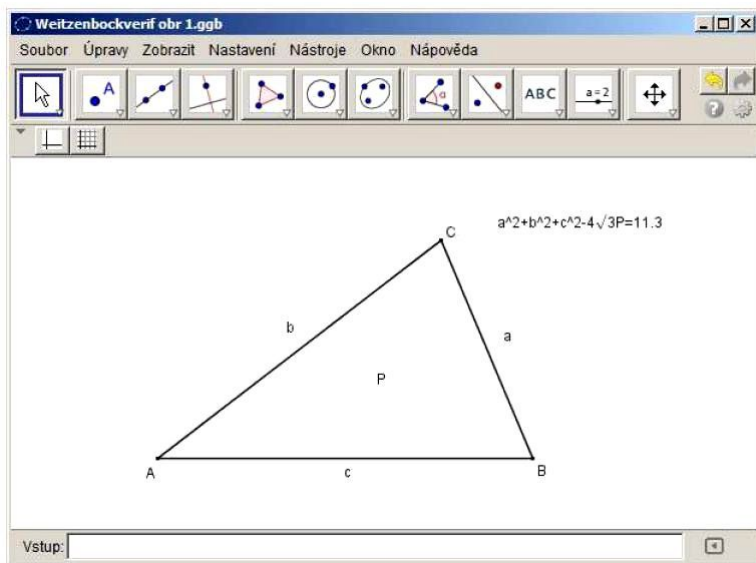 Weitzenbockverif obr 1.ggb
Soubor Úpravy Zobrazit Nastavení Nástroje Okno Nápověda
A α ABC a=2
?
a^2+b^2+c^2-4√3P=11.3
C
b
a
P
A
c
B
Vstup: